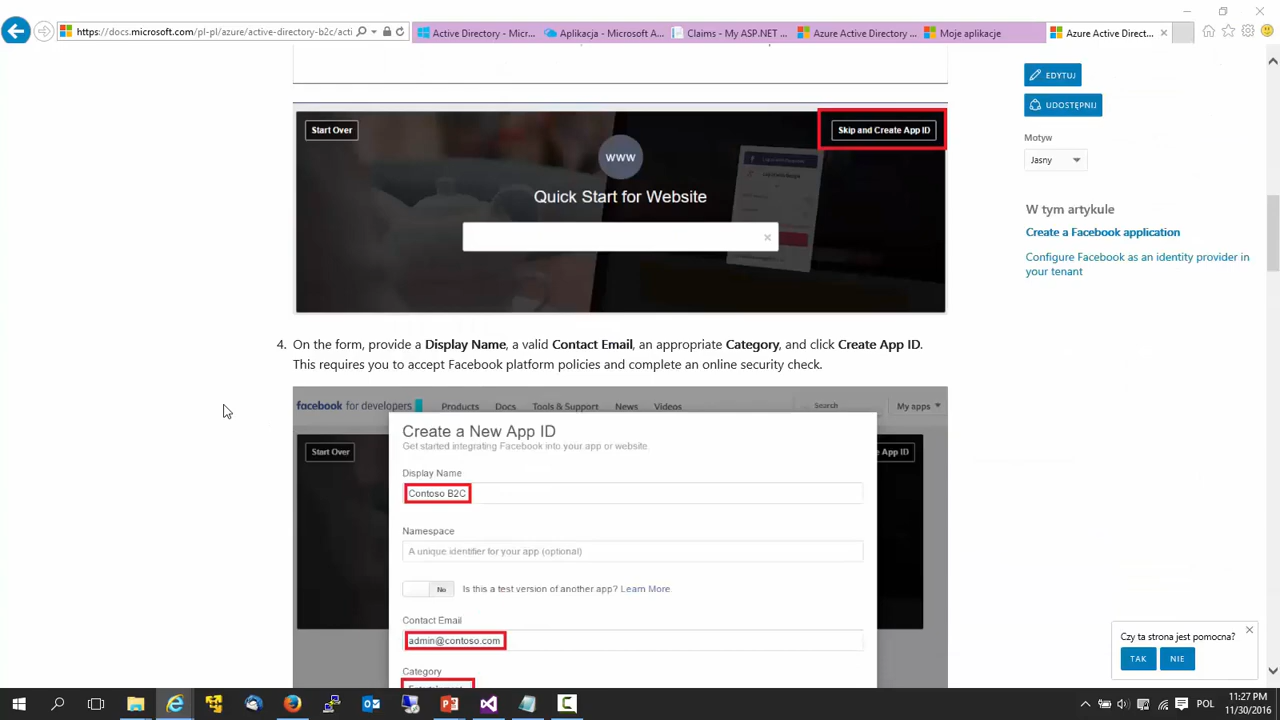 https://docs.microsoft.com/pl-pl/azure/active-directory-b2c/acti
Active Directory - Micr...
Aplikacja - Microsoft A...
Claims - My ASP.NET ...
Azure Active Directory ...
Moje aplikacje
Azure Active Direct...
EDYTUJ
UDOSTĘPNIJ
Motyw
Jasny
W tym artykule
Create a Facebook application
Configure Facebook as an identity provider in
your tenant
Start Over
Skip and Create App ID
WWW
Quick Start for Website
4. On the form, provide a Display Name, a valid Contact Email, an appropriate Category, and click Create App ID.
This requires you to accept Facebook platform policies and complete an online security check.
facebook for developers
Products
Docs
Tools & Support
News
Videos
Search
My apps
Start Over
App ID
Create a New App ID
Get started integrating Facebook into your app or website.
Display Name
Contoso B2C
Namespace
A unique identifier for your app (optional)
No
Is this a test version of another app? Learn More
Contact Email
admin@contoso.com
Category
Czy ta strona jest pomocna?
TAK
NIE
POL
11:27 PM
11/30/2016